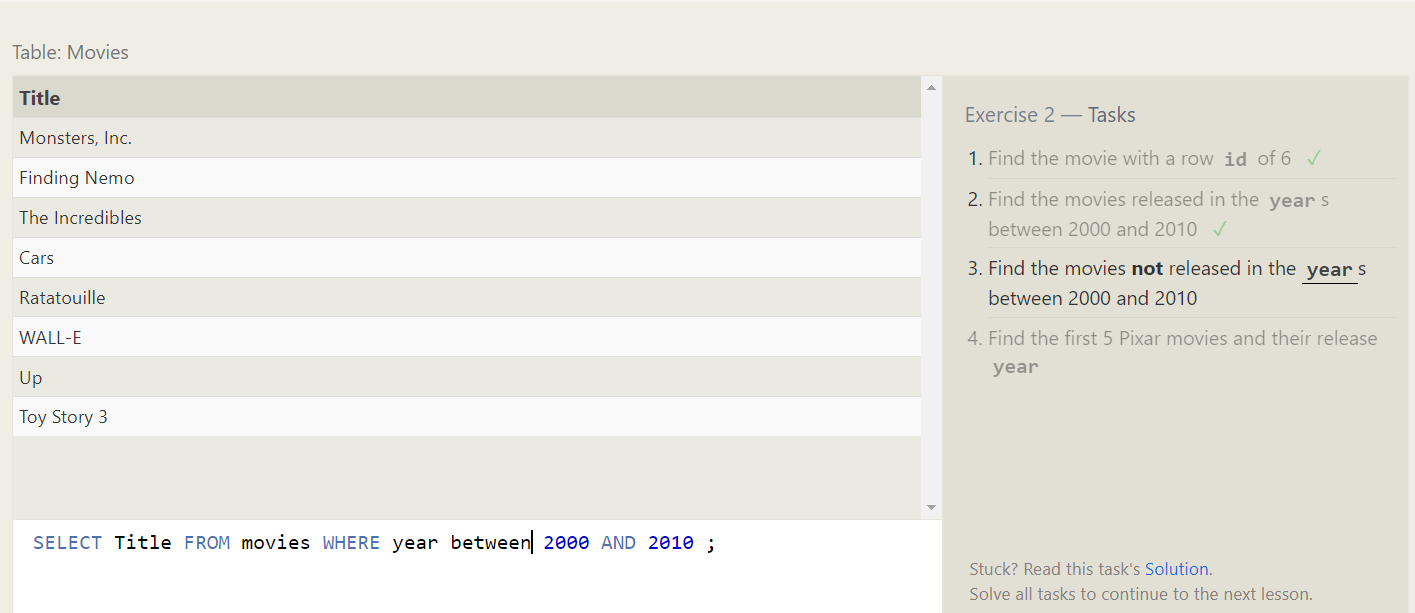 Table: Movies
Title
Monsters, Inc.
Finding Nemo
The Incredibles
Cars
Ratatouille
WALL-E
Up
Toy Story 3
SELECT Title FROM movies WHERE year between 2000 AND 2010 ;
Exercise 2 — Tasks
1. Find the movie with a row id of 6 ✓
2. Find the movies released in the year s
between 2000 and 2010 ✓
3. Find the movies not released in the year s
between 2000 and 2010
4. Find the first 5 Pixar movies and their release
year
Stuck? Read this task's Solution.
Solve all tasks to continue to the next lesson.